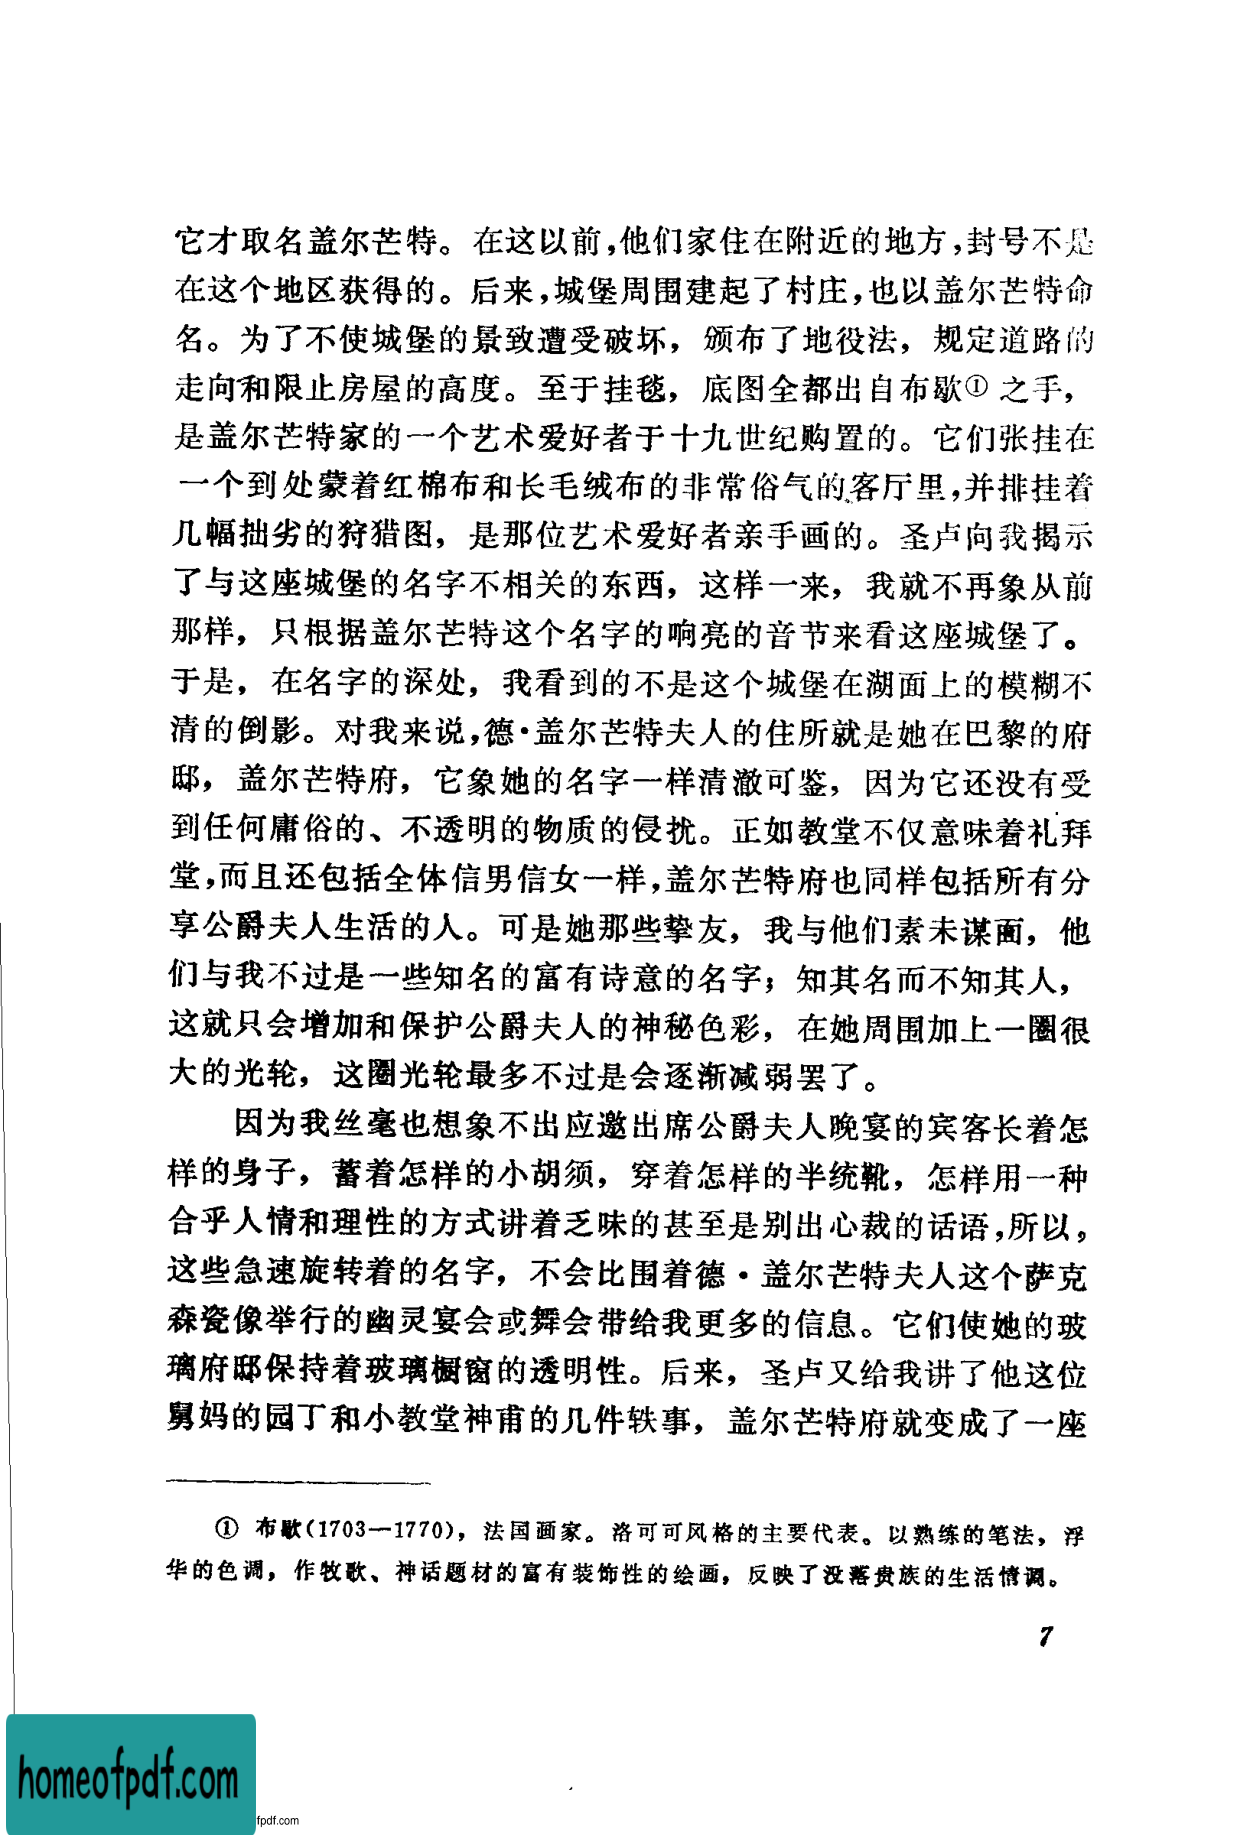 它才取名盖尔芒特。在这以前，他们家住在附近的地方，封号不是
在这个地区获得的。后来，城堡周围建起了村庄，也以盖尔芒特命
名。为了不使城堡的景致遭受破坏，颁布了地役法，规定道路的
走向和限止房屋的高度。至于挂毯，底图全都出自布歇①之手，
是盖尔芒特家的一个艺术爱好者于十九世纪购置的。它们张挂在
一个到处蒙着红棉布和长毛绒布的非常俗气的客厅里，并排挂着
几幅拙劣的狩猎图，是那位艺术爱好者亲手画的。圣卢向我揭示
了与这座城堡的名字不相关的东西，这样一来，我就不再象从前
那样，只根据盖尔芒特这个名字的响亮的音节来看这座城堡了。
于是，在名字的深处，我看到的不是这个城堡在湖面上的模糊不
清的倒影。对我来说，德·盖尔芒特夫人的住所就是她在巴黎的府
邸，盖尔芒特府，它象她的名字一样清澈可鉴，因为它还没有受
到任何庸俗的、不透明的物质的侵扰。正如教堂不仅意味着礼拜
堂，而且还包括全体信男信女一样，盖尔芒特府也同样包括所有分
享公爵夫人生活的人。可是她那些挚友，我与他们素未谋面，他
们与我不过是一些知名的富有诗意的名字；知其名而不知其人，
这就只会增加和保护公爵夫人的神秘色彩，在她周围加上一圈很
大的光轮，这圈光轮最多不过是会逐渐减弱罢了。
因为我丝毫也想象不出应邀出席公爵夫人晚宴的宾客长着怎
样的身子，蓄着怎样的小胡须，穿着怎样的半统靴，怎样用一种
合乎人情和理性的方式讲着乏味的甚至是别出心裁的话语，所以，
这些急速旋转着的名字，不会比围着德·盖尔芒特夫人这个萨克
森瓷像举行的幽灵宴会或舞会带给我更多的信息。它们使她的玻
璃府邸保持着玻璃橱窗的透明性。后来，圣卢又给我讲了他这位
舅妈的园丁和小教堂神甫的几件轶事，盖尔芒特府就变成了一座
① 布歇(1703—1770)，法国画家。洛可可风格的主要代表。以熟练的笔法，浮
华的色调，作牧歌、神话题材的富有装饰性的绘画，反映了没落贵族的生活情调。
7
homeofpdf.com
fpdf.com